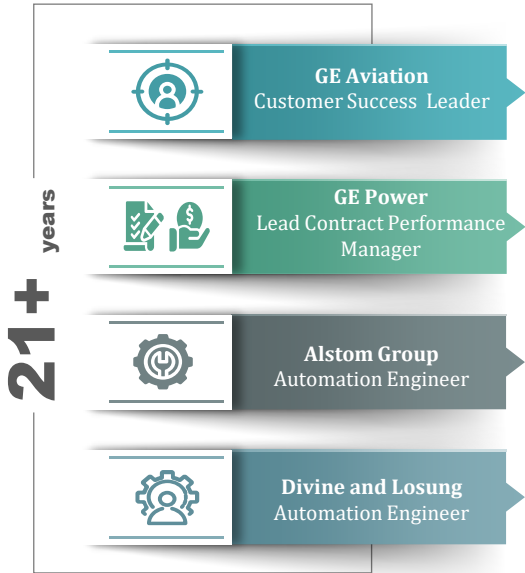 21+ years
GE Aviation
Customer Success Leader
GE Power
Lead Contract Performance
Manager
Alstom Group
Automation Engineer
Divine and Losung
Automation Engineer